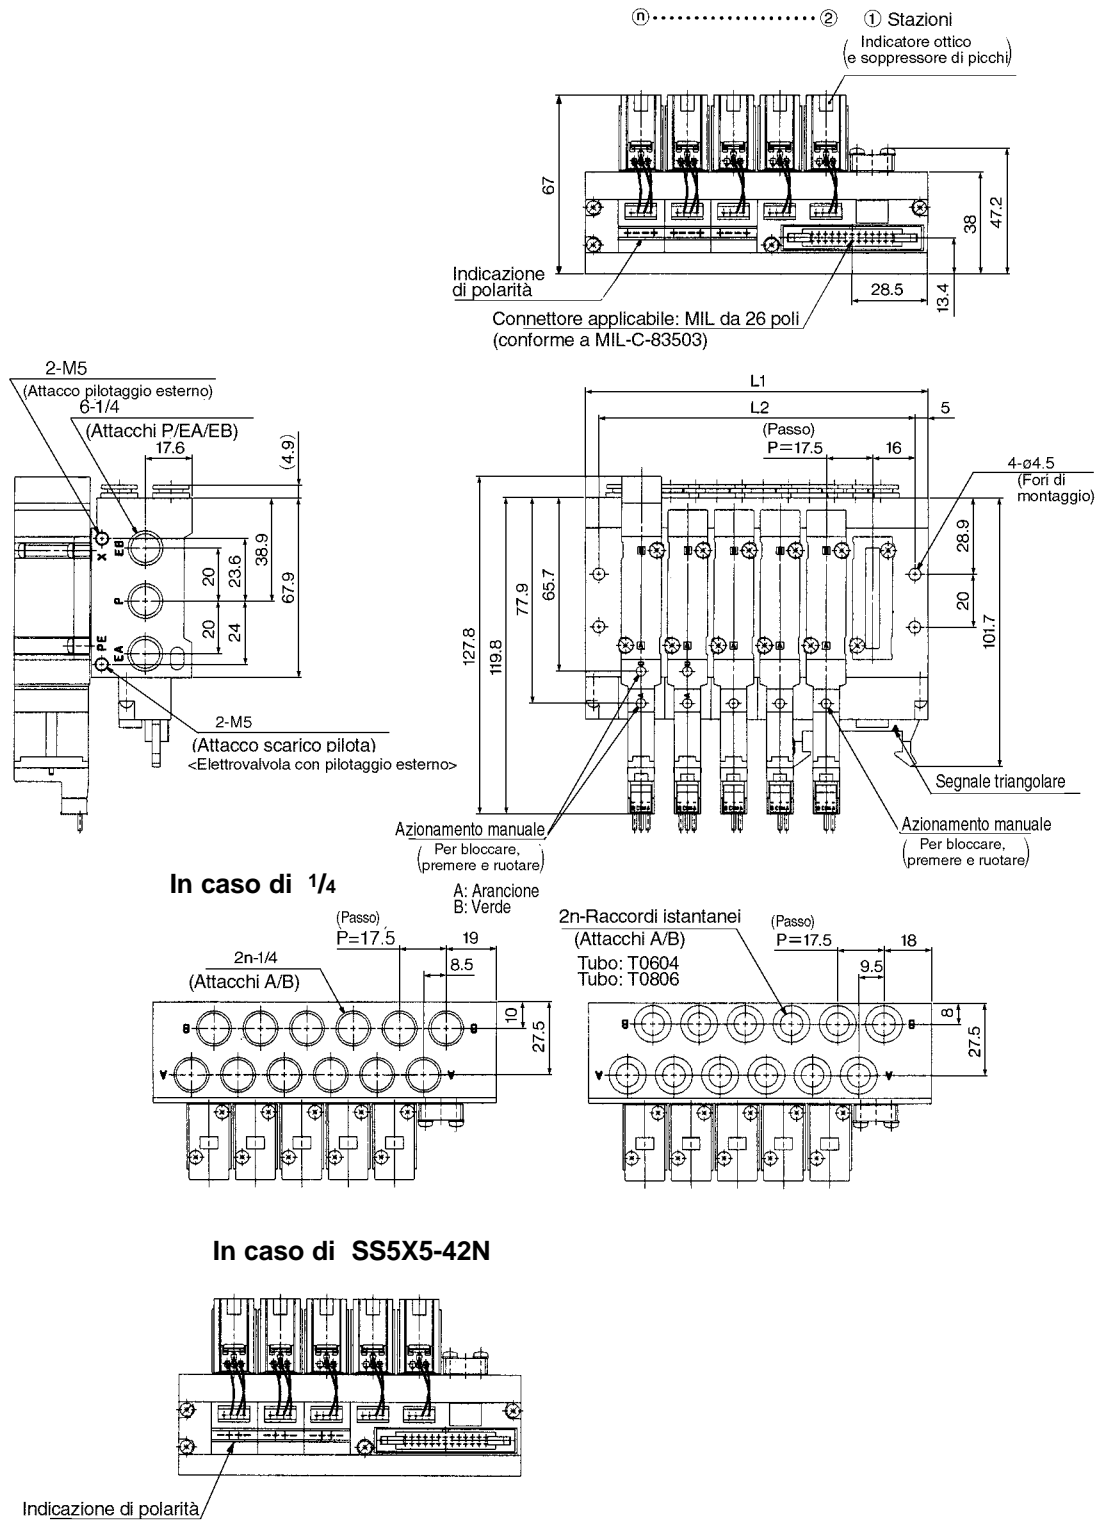 n ② ① Stazioni
(Indicatore ottico
e soppressore di picchi)
67
38
47.2
13.4
28.5
Indicazione
di polarità
Connettore applicabile: MIL da 26 poli
(conforme a MIL-C-83503)
2-M5
(Attacco pilotaggio esterno)
6-1/4
(Attacchi P/EA/EB)
17.6
(4.9)
X
EB
P
PE
EA
20
23.6
38.9
67.9
20
24
2-M5
(Attacco scarico pilota)
<Elettrovalvola con pilotaggio esterno>
L1
L2
5
(Passo)
P=17.5
16
4-ø4.5
(Fori di
montaggio)
127.8
119.8
77.9
65.7
28.9
20
101.7
Segnale triangolare
Azionamento manuale
(Per bloccare,
premere e ruotare)
Azionamento manuale
(Per bloccare,
premere e ruotare)
A: Arancione
B: Verde
In caso di 1/4
(Passo)
P=17.5
19
8.5
2n-1/4
(Attacchi A/B)
10
27.5
B
B
A
A
2n-Raccordi istantanei
(Attacchi A/B)
Tubo: T0604
Tubo: T0806
(Passo)
P=17.5
18
9.5
8
27.5
B
B
A
A
In caso di SS5X5-42N
Indicazione di polarità